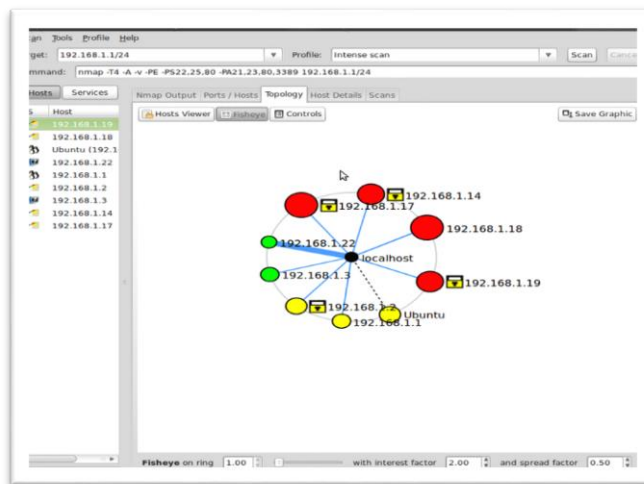 an Tools Profile Help
rget: 192.168.1.1/24 Profile: Intense scan Scan Cance
mmand: nmap -T4 -A -v -PE -PS22,25,80 -PA21,23,80,3389 192.168.1.1/24
Hosts Services
Nmap Output Ports / Hosts Topology Host Details Scans
S Host
Hosts Viewer Fisheye Controls Save Graphic
192.168.1.19
192.168.1.18
Ubuntu (192.1
192.168.1.22
192.168.1.1
192.168.1.2
192.168.1.3
192.168.1.14
192.168.1.17
192.168.1.14
192.168.1.17
192.168.1.18
192.168.1.22
localhost
192.168.1.3
192.168.1.19
192.168.1.2
Ubuntu
192.168.1.1
Fisheye on ring 1.00 with interest factor 2.00 and spread factor 0.50